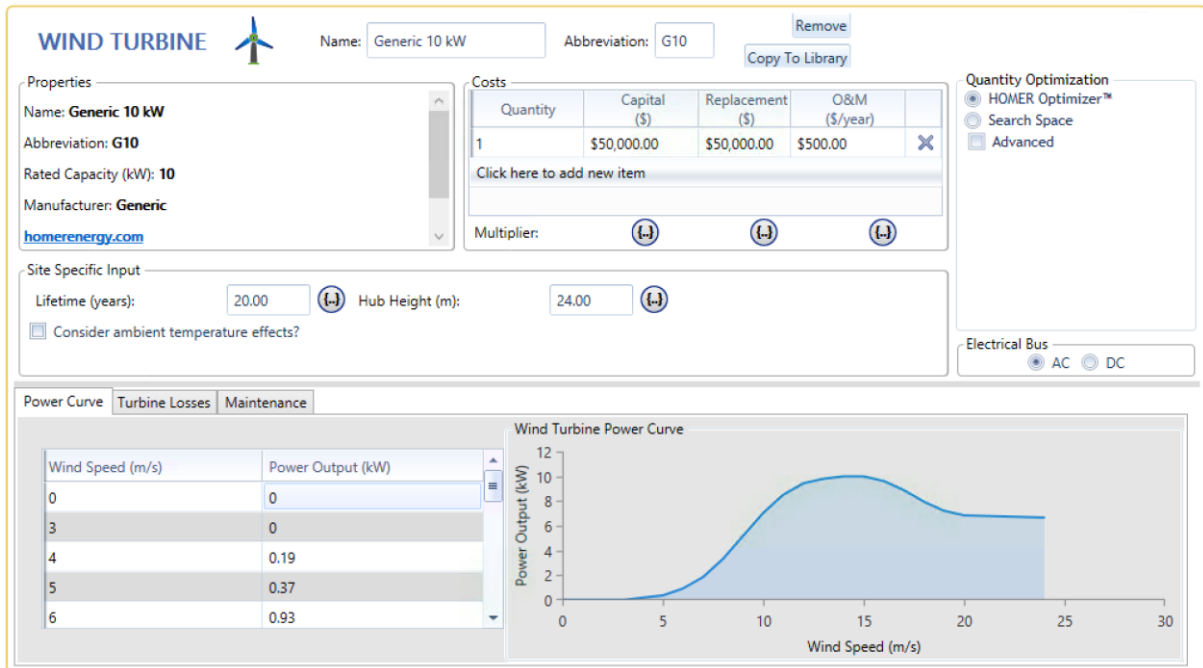 WIND TURBINE
Name: Generic 10 kW
Abbreviation: G10
Remove
Copy To Library
Properties
Name: Generic 10 kW
Abbreviation: G10
Rated Capacity (kW): 10
Manufacturer: Generic
homerenergy.com
Costs
Quantity Capital ($) Replacement ($) O&M ($/year)
1 $50,000.00 $50,000.00 $500.00
Click here to add new item
Multiplier: {..} {..} {..}
Quantity Optimization
HOMER Optimizer™
Search Space
Advanced
Site Specific Input
Lifetime (years): 20.00 {..} Hub Height (m): 24.00 {..}
Consider ambient temperature effects?
Electrical Bus
AC DC
Power Curve Turbine Losses Maintenance
Wind Speed (m/s) Power Output (kW)
0 0
3 0
4 0.19
5 0.37
6 0.93
Wind Turbine Power Curve
Power Output (kW)
12
10
8
6
4
2
0
0 5 10 15 20 25 30
Wind Speed (m/s)